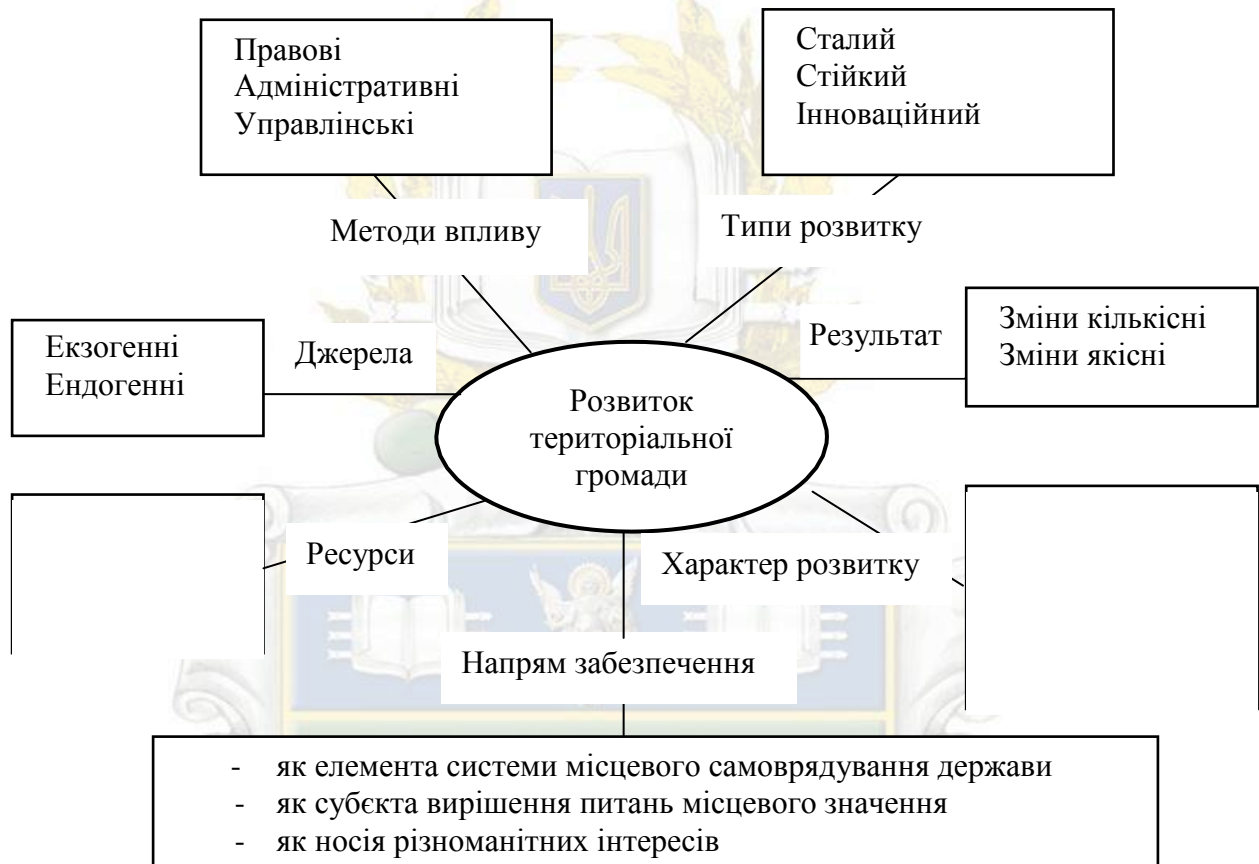 Правові
Адміністративні
Управлінські
Сталий
Стійкий
Інноваційний
Методи впливу
Типи розвитку
Екзогенні
Ендогенні
Джерела
Результат
Зміни кількісні
Зміни якісні
Розвиток
територіальної
громади
Ресурси
Характер розвитку
Напрям забезпечення
- як елемента системи місцевого самоврядування держави
- як субєкта вирішення питань місцевого значення
- як носія різноманітних інтересів